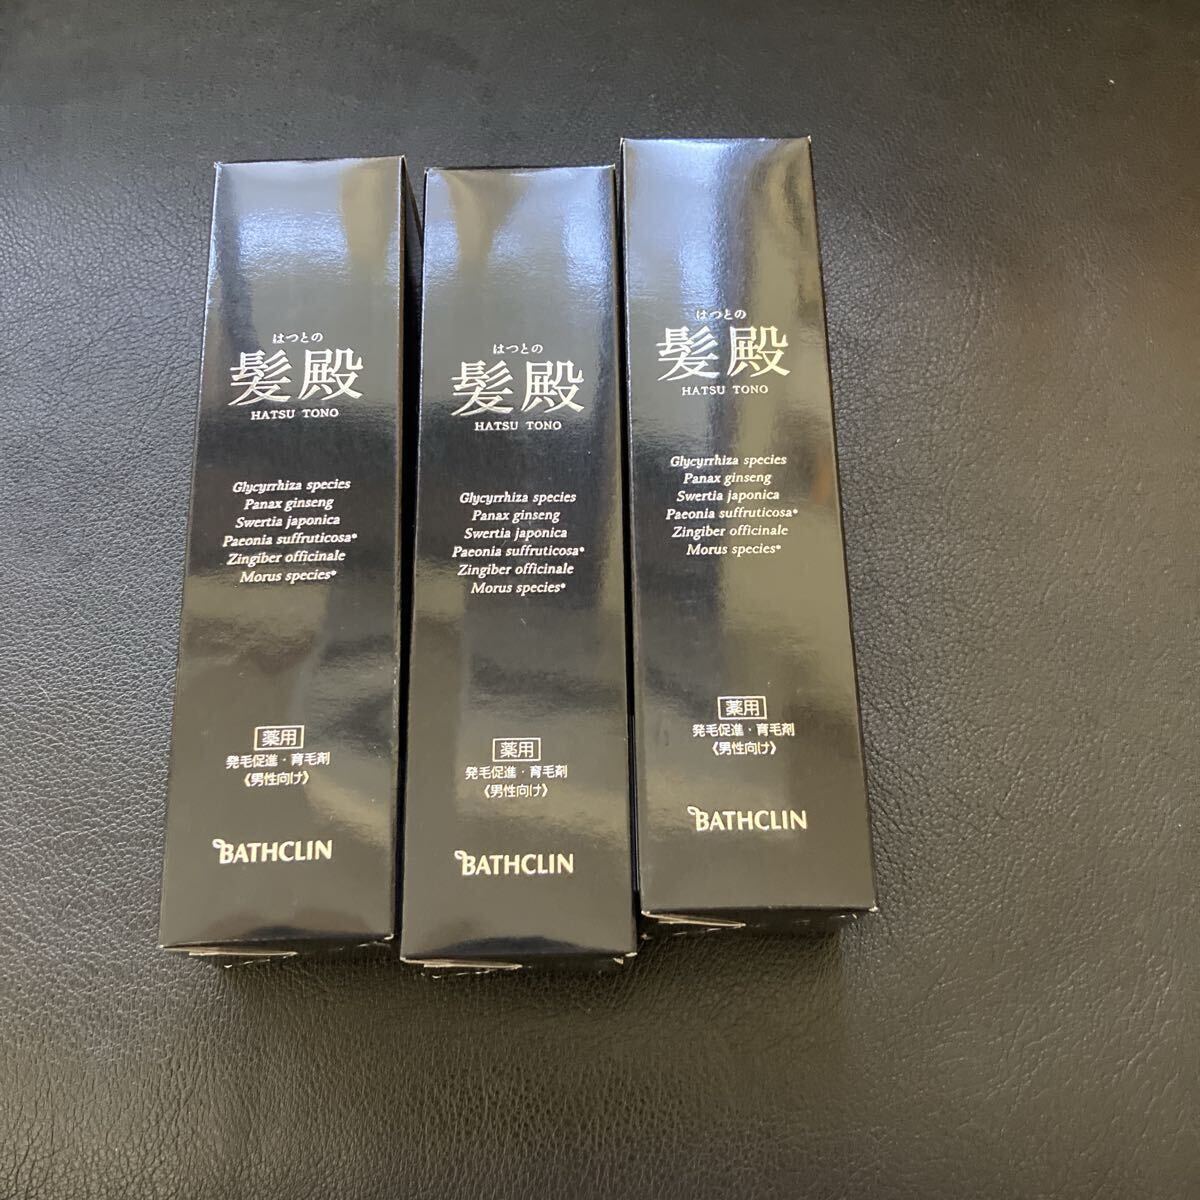 はつとの
髪殿
HATSU TONO
Glycyrrhiza species
Panax ginseng
Swertia japonica
Paeonia suffruticosa*
Zingiber officinale
Morus species*
薬用
発毛促進・育毛剤
《男性向け》
BATHCLIN
はつとの
髪殿
HATSU TONO
Glycyrrhiza species
Panax ginseng
Swertia japonica
Paeonia suffruticosa*
Zingiber officinale
Morus species*
薬用
発毛促進・育毛剤
《男性向け》
BATHCLIN
はつとの
髪殿
HATSU TONO
Glycyrrhiza species
Panax ginseng
Swertia japonica
Paeonia suffruticosa*
Zingiber officinale
Morus species*
薬用
発毛促進・育毛剤
《男性向け》
BATHCLIN